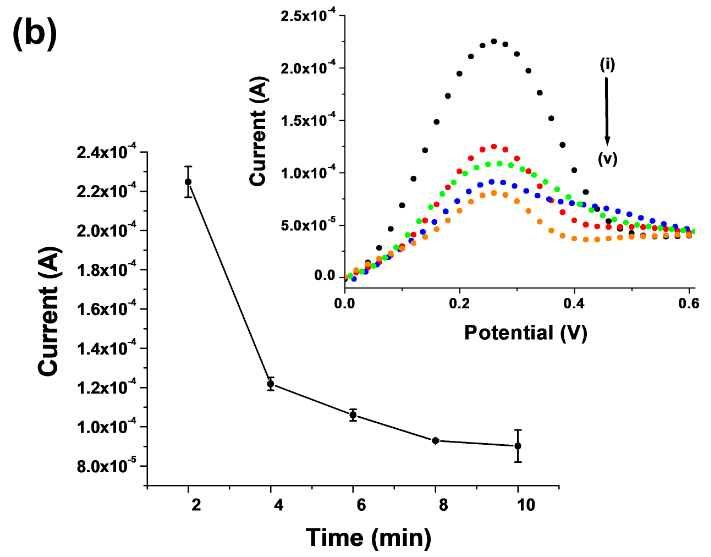 (b)
2.5x10⁻⁴
2.0x10⁻⁴
1.5x10⁻⁴
1.0x10⁻⁴
5.0x10⁻⁵
0.0
Current (A)
(i)
(v)
0.0 0.2 0.4 0.6
Potential (V)
2.4x10⁻⁴
2.2x10⁻⁴
2.0x10⁻⁴
1.8x10⁻⁴
1.6x10⁻⁴
1.4x10⁻⁴
1.2x10⁻⁴
1.0x10⁻⁴
8.0x10⁻⁵
Current (A)
2 4 6 8 10
Time (min)